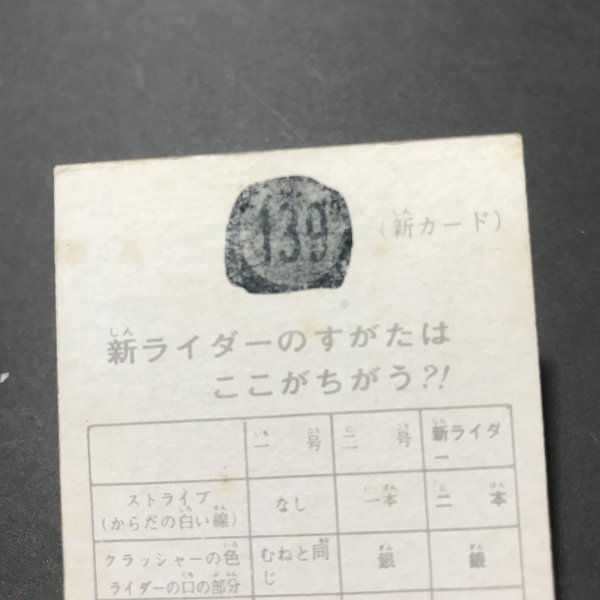 139
(新カード)
新ライダーのすがたは
ここがちがう?!
一号 二号 新ライダー
ストライプ
(からだの白い線) なし 一本 二本
クラッシャーの色
ライダーの口の部分 むねと同じ 銀 銀